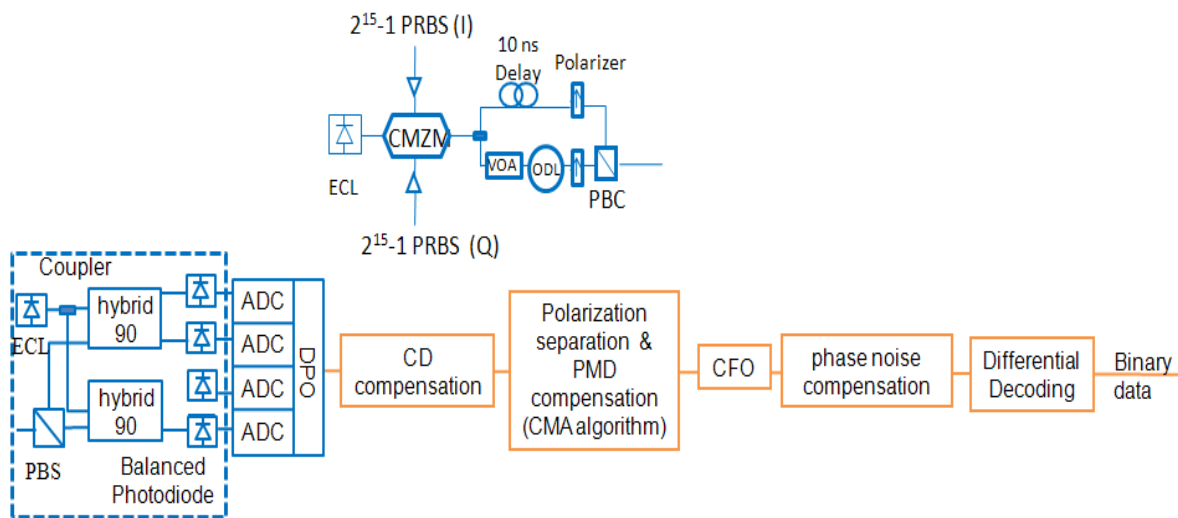 2¹⁵-1 PRBS (I)
10 ns
Delay
Polarizer
CMZM
ECL
VOA
ODL
PBC
2¹⁵-1 PRBS (Q)
Coupler
ECL
hybrid
90
hybrid
90
PBS
Balanced
Photodiode
ADC
ADC
ADC
ADC
DPO
CD
compensation
Polarization
separation &
PMD
compensation
(CMA algorithm)
CFO
phase noise
compensation
Differential
Decoding
Binary
data